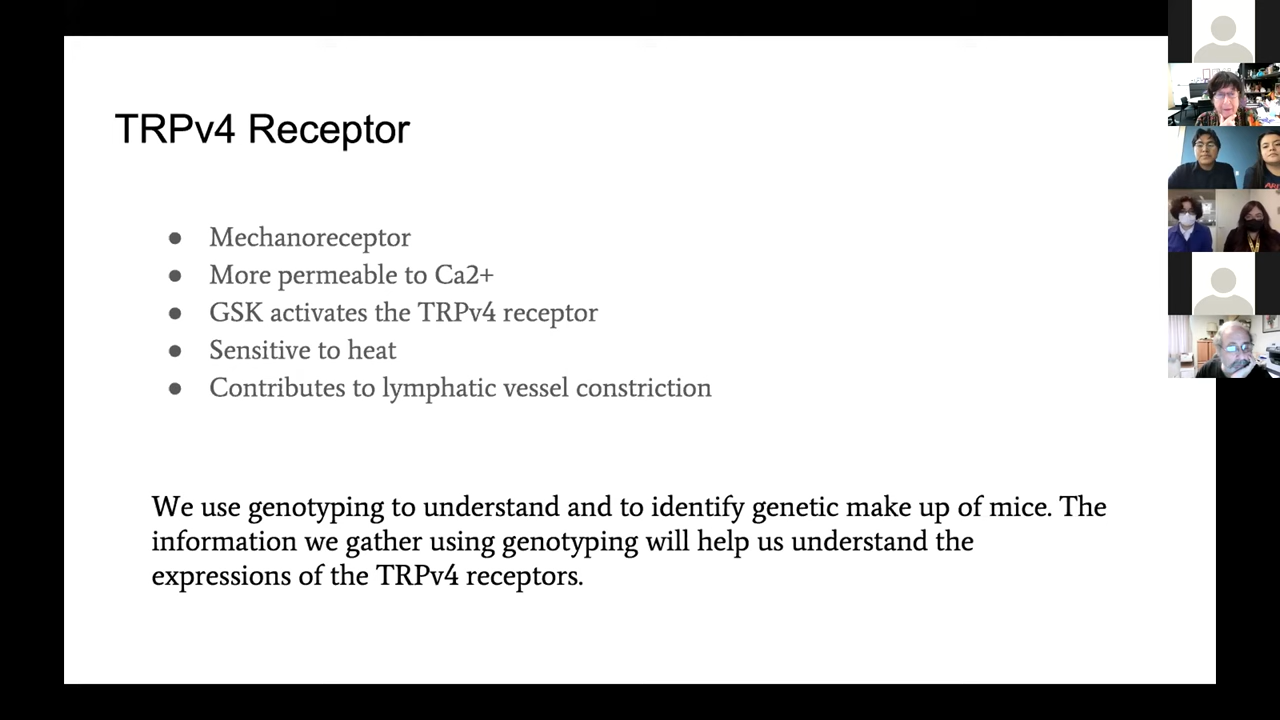 TRPv4 Receptor
● Mechanoreceptor
● More permeable to Ca2+
● GSK activates the TRPv4 receptor
● Sensitive to heat
● Contributes to lymphatic vessel constriction
We use genotyping to understand and to identify genetic make up of mice. The
information we gather using genotyping will help us understand the
expressions of the TRPv4 receptors.